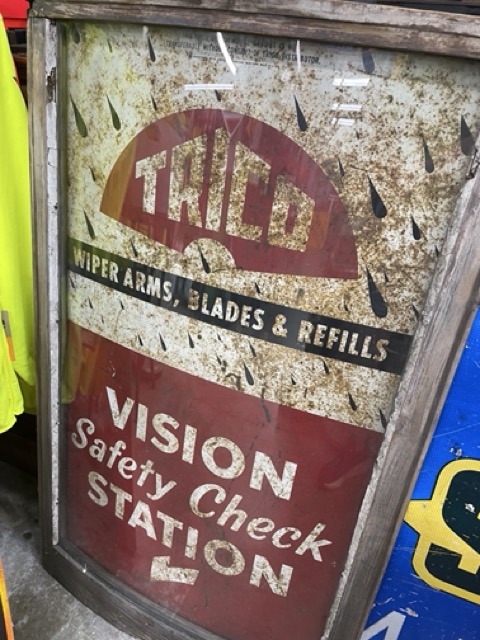 TRICO
WIPER ARMS, BLADES & REFILLS
VISION
Safety Check
STATION
S